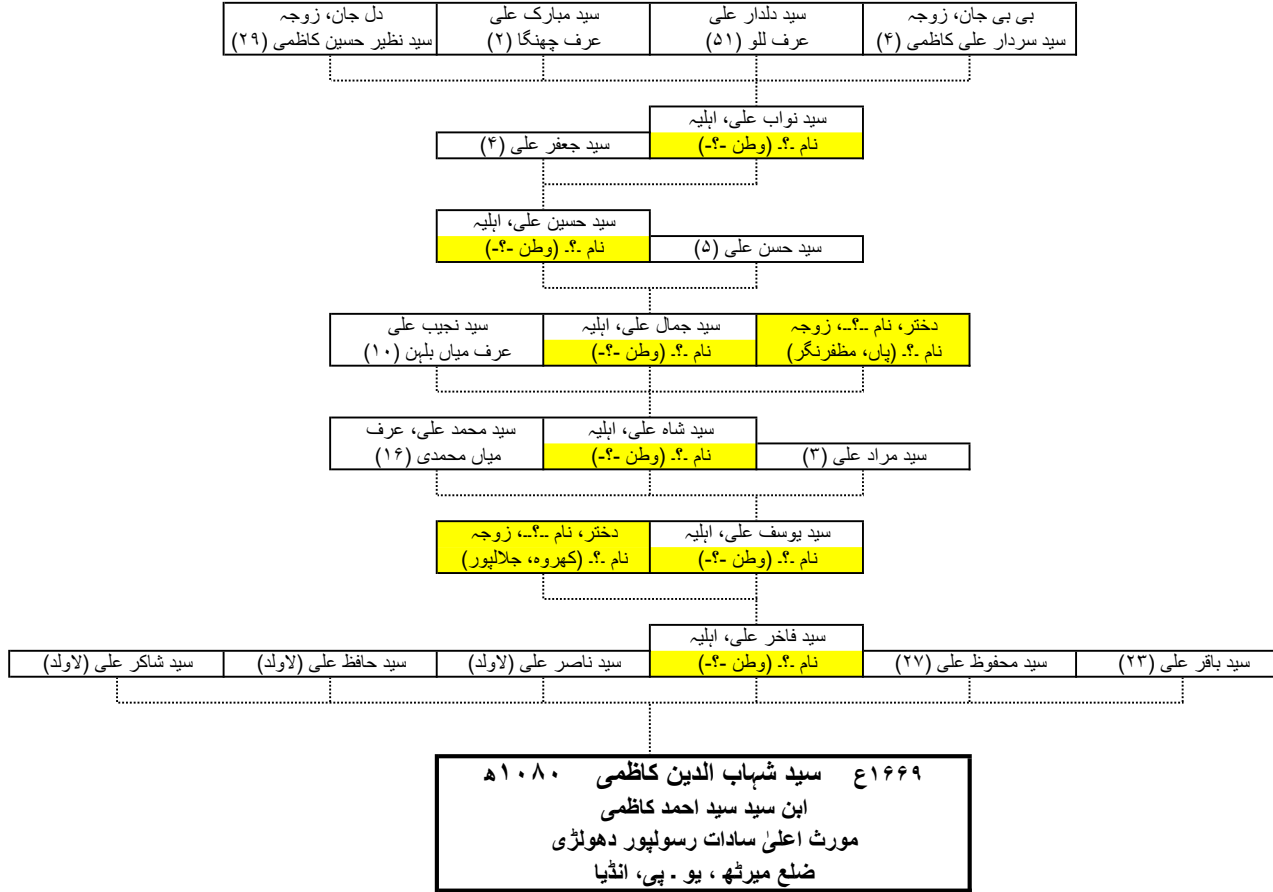 بی بی جان، زوجہ
سید سردار علی کاظمی (۴)
سید دلدار علی
عرف للو (۵۱)
سید مبارک علی
عرف چھنگا (۲)
دل جان، زوجہ
سید نظیر حسین کاظمی (۲۹)
سید نواب علی، اہلیہ
نام ۔؟۔ (وطن -؟-)
سید جعفر علی (۴)
سید حسن علی (۵)
سید حسین علی، اہلیہ
نام ۔؟۔ (وطن -؟-)
دختر، نام ۔۔؟۔۔، زوجہ
نام ۔؟۔ (پاں، مظفرنگر)
سید جمال علی، اہلیہ
نام ۔؟۔ (وطن -؟-)
سید نجیب علی
عرف میاں بلہن (۱۰)
سید مراد علی (۳)
سید شاہ علی، اہلیہ
نام ۔؟۔ (وطن -؟-)
سید محمد علی، عرف
میاں محمدی (۱۶)
سید یوسف علی، اہلیہ
نام ۔؟۔ (وطن -؟-)
دختر، نام ۔۔؟۔۔، زوجہ
نام ۔؟۔ (کھروہ، جلالپور)
سید باقر علی (۲۳)
سید محفوظ علی (۲۷)
سید فاخر علی، اہلیہ
نام ۔؟۔ (وطن -؟-)
سید ناصر علی (لاولد)
سید حافظ علی (لاولد)
سید شاکر علی (لاولد)
۱۶۶۹ع سید شہاب الدین کاظمی ۱۰۸۰ھ
ابن سید سید احمد کاظمی
مورث اعلیٰ سادات رسولپور دھولڑی
ضلع میرٹھ ، یو ۔ پی، انڈیا